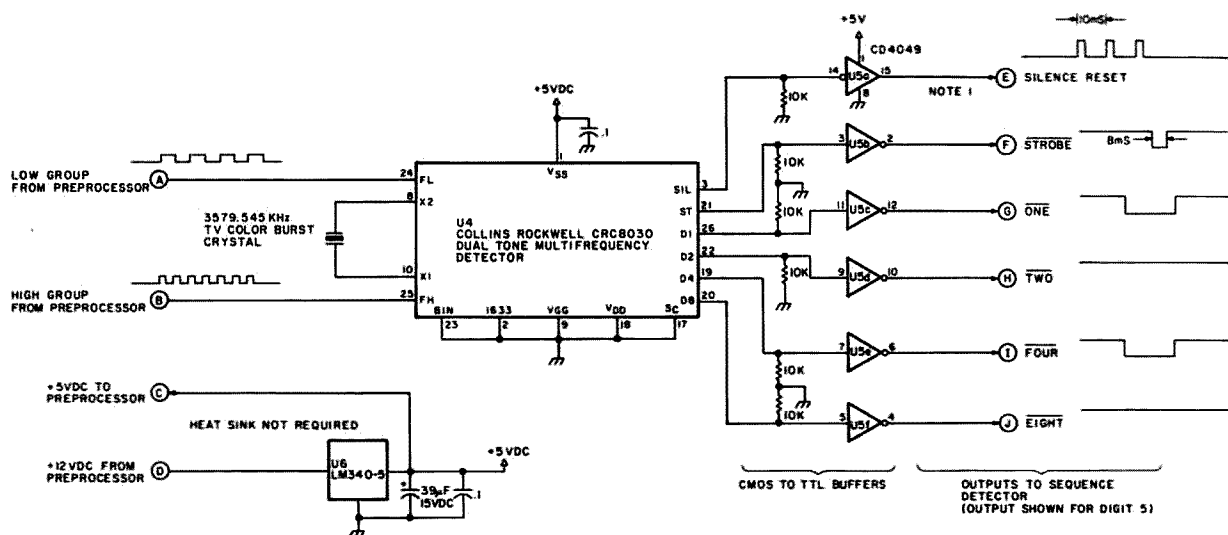 +5V
10mS
CD4049
1
14
U5a
15
8
10K
NOTE 1
E
SILENCE RESET
+5VDC
.1
1
VSS
LOW GROUP
FROM PREPROCESSOR
A
24
FL
8
X2
3579.545 KHz
TV COLOR BURST
CRYSTAL
10
X1
HIGH GROUP
FROM PREPROCESSOR
B
25
FH
U4
COLLINS ROCKWELL CRC8030
DUAL TONE MULTIFREQUENCY
DETECTOR
SIL
3
ST
21
D1
26
D2
22
D4
19
D8
20
BIN
23
1633
2
VGG
9
VDD
18
SC
17
3
U5b
2
10K
F
STROBE
8mS
10K
11
U5c
12
G
ONE
9
U5d
10
10K
H
TWO
7
U5e
6
10K
I
FOUR
10K
5
U5f
4
J
EIGHT
+5VDC TO
PREPROCESSOR
C
HEAT SINK NOT REQUIRED
+12VDC FROM
PREPROCESSOR
D
U6
LM340-5
+5VDC
+
39µF
15VDC
.1
CMOS TO TTL BUFFERS
OUTPUTS TO SEQUENCE
DETECTOR
(OUTPUT SHOWN FOR DIGIT 5)